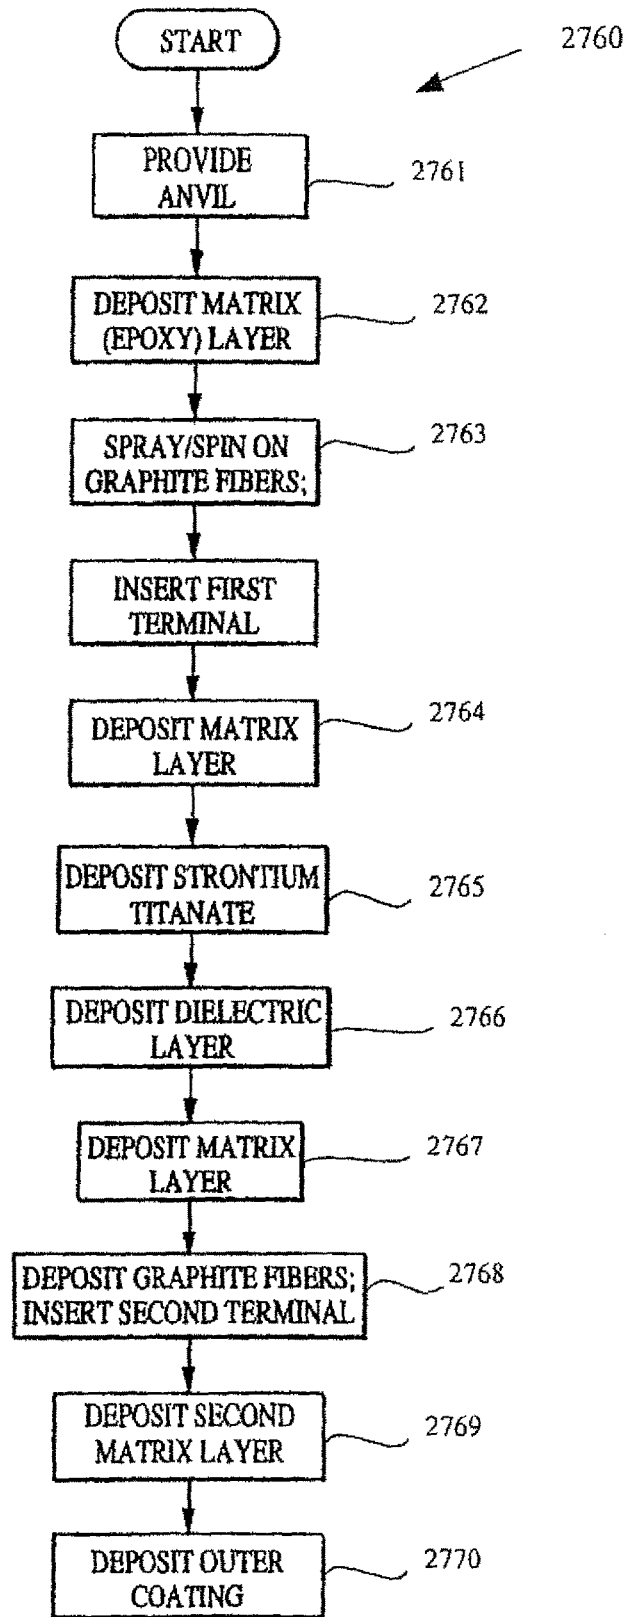 START
2760
PROVIDE
ANVIL
2761
DEPOSIT MATRIX
(EPOXY) LAYER
2762
SPRAY/SPIN ON
GRAPHITE FIBERS;
2763
INSERT FIRST
TERMINAL
DEPOSIT MATRIX
LAYER
2764
DEPOSIT STRONTIUM
TITANATE
2765
DEPOSIT DIELECTRIC
LAYER
2766
DEPOSIT MATRIX
LAYER
2767
DEPOSIT GRAPHITE FIBERS;
INSERT SECOND TERMINAL
2768
DEPOSIT SECOND
MATRIX LAYER
2769
DEPOSIT OUTER
COATING
2770